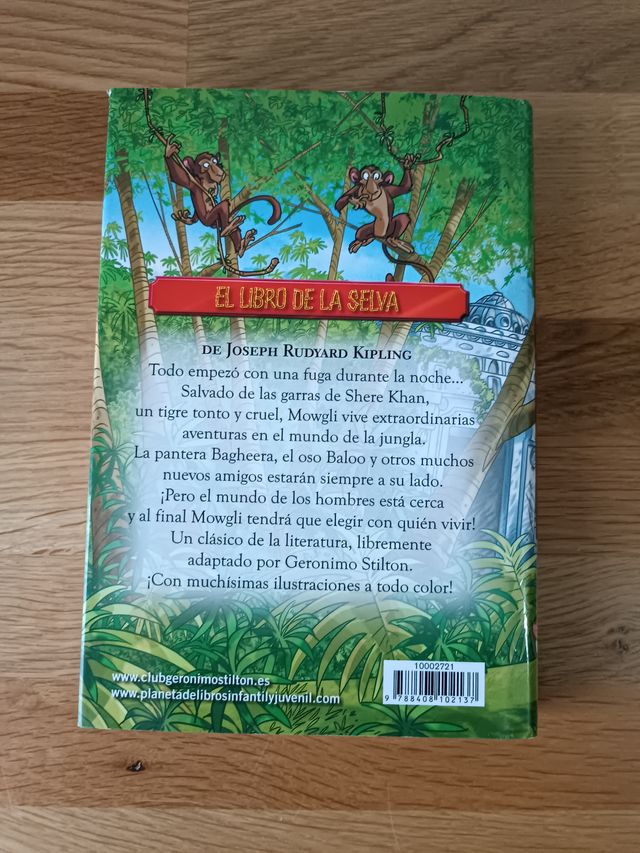 EL LIBRO DE LA SELVA
DE JOSEPH RUDYARD KIPLING
Todo empezó con una fuga durante la noche...
Salvado de las garras de Shere Khan,
un tigre tonto y cruel, Mowgli vive extraordinarias
aventuras en el mundo de la jungla.
La pantera Bagheera, el oso Baloo y otros muchos
nuevos amigos estarán siempre a su lado.
¡Pero el mundo de los hombres está cerca
y al final Mowgli tendrá que elegir con quién vivir!
Un clásico de la literatura, libremente
adaptado por Geronimo Stilton.
¡Con muchísimas ilustraciones a todo color!
www.clubgeronimostilton.es
www.planetadelibrosinfantilyjuvenil.com
10002721
9 788408 102137